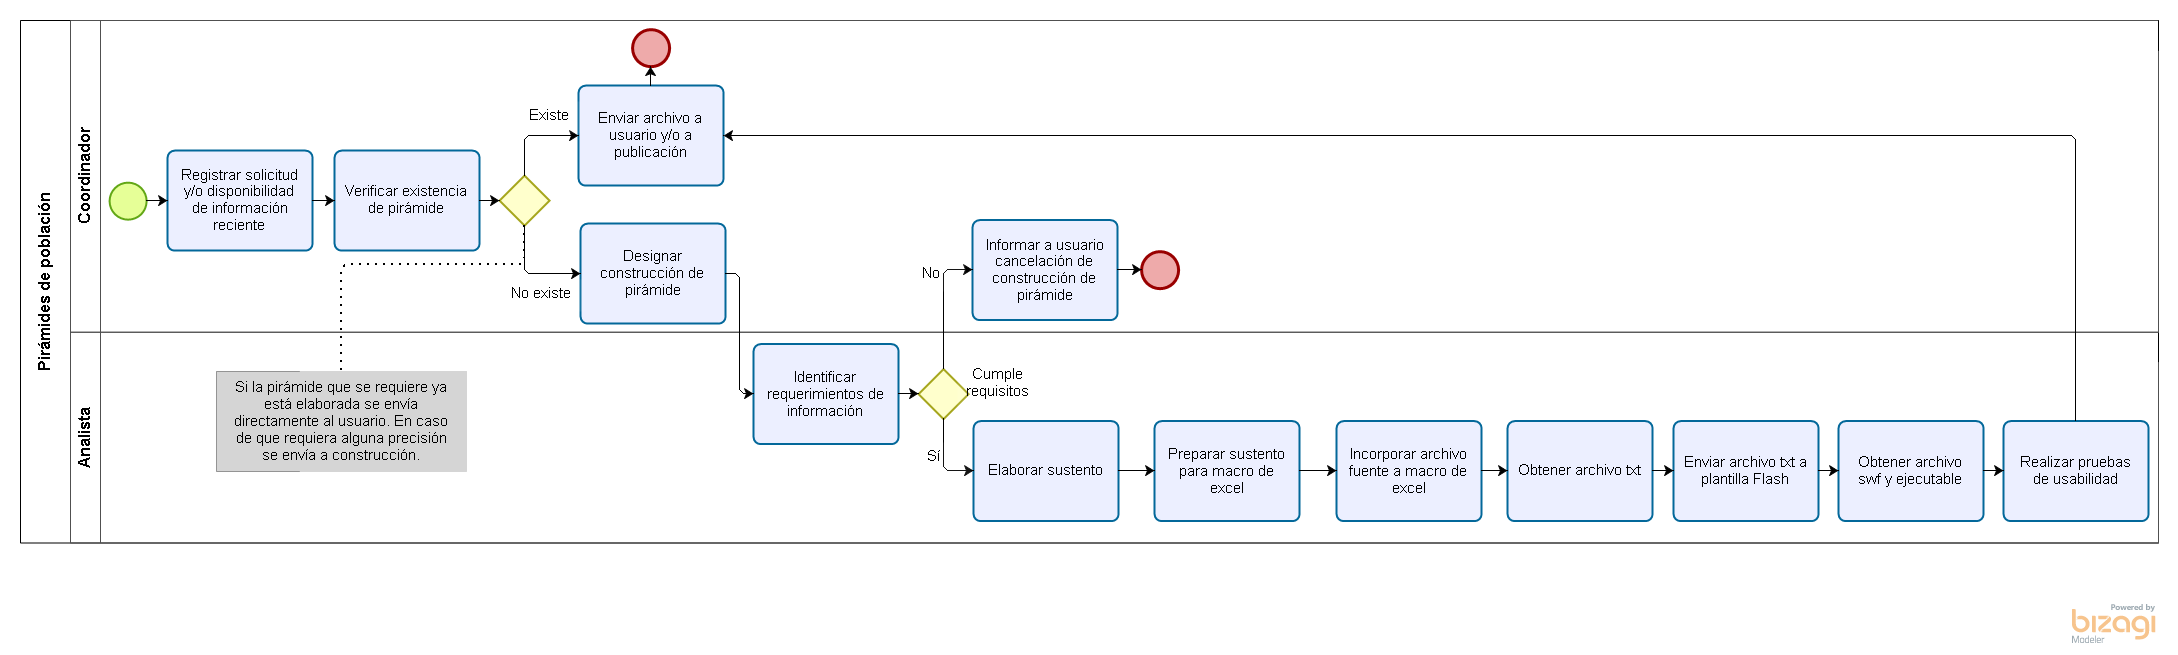 Pirámides de población
Coordinador
Registrar solicitud
y/o disponibilidad
de información
reciente
Verificar existencia
de pirámide
Existe
Enviar archivo a
usuario y/o a
publicación
No existe
Designar
construcción de
pirámide
No
Informar a usuario
cancelación de
construcción de
pirámide
Analista
Si la pirámide que se requiere ya
está elaborada se envía
directamente al usuario. En caso
de que requiera alguna precisión
se envía a construcción.
Identificar
requerimientos de
información
Cumple
requisitos
Sí
Elaborar sustento
Preparar sustento
para macro de
excel
Incorporar archivo
fuente a macro de
excel
Obtener archivo txt
Enviar archivo txt a
plantilla Flash
Obtener archivo
swf y ejecutable
Realizar pruebas
de usabilidad
Powered by
bizagi
Modeler